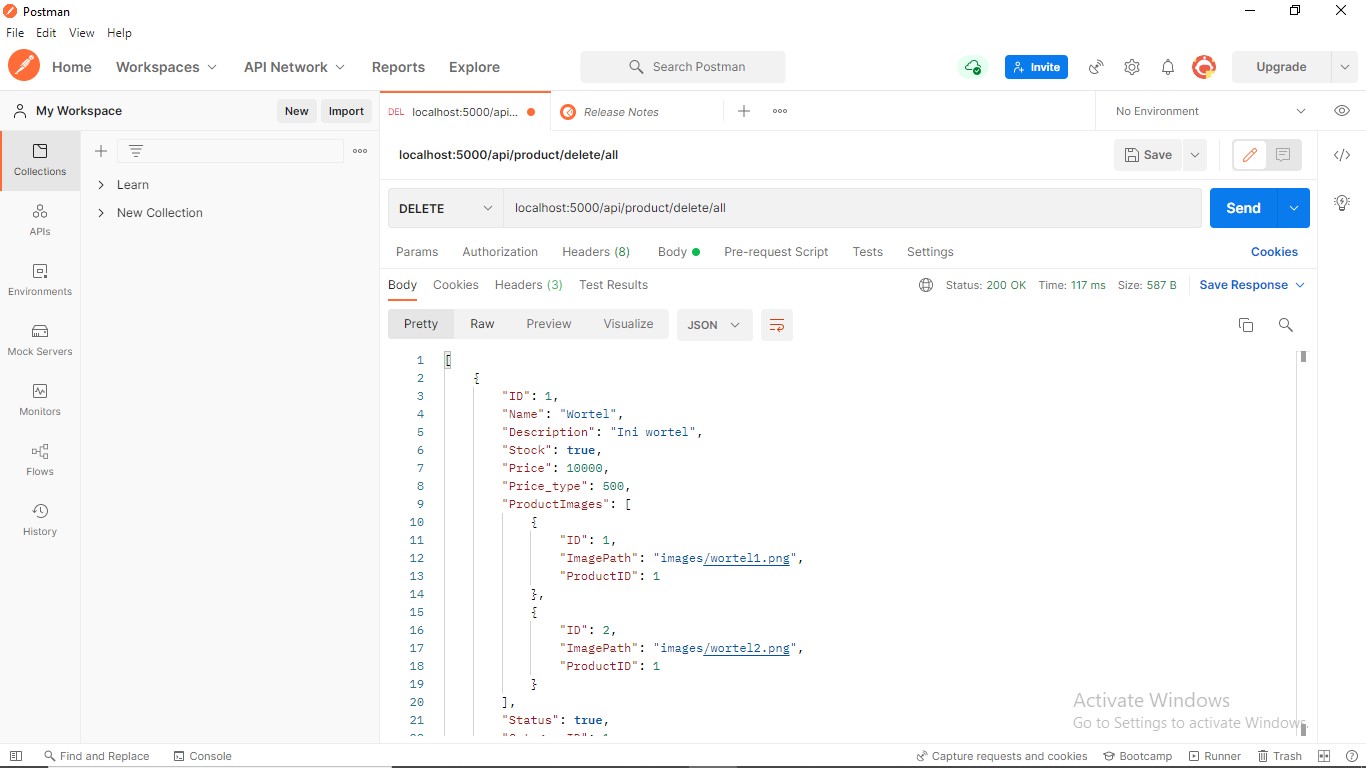 Postman
File Edit View Help
Home Workspaces API Network Reports Explore Search Postman Invite Upgrade
My Workspace New Import DEL localhost:5000/api... Release Notes No Environment
Collections
APIs
Environments
Mock Servers
Monitors
Flows
History
Learn
New Collection
localhost:5000/api/product/delete/all Save
DELETE localhost:5000/api/product/delete/all Send
Params Authorization Headers (8) Body Pre-request Script Tests Settings Cookies
Body Cookies Headers (3) Test Results Status: 200 OK Time: 117 ms Size: 587 B Save Response
Pretty Raw Preview Visualize JSON
1 [
2 {
3 "ID": 1,
4 "Name": "Wortel",
5 "Description": "Ini wortel",
6 "Stock": true,
7 "Price": 10000,
8 "Price_type": 500,
9 "ProductImages": [
10 {
11 "ID": 1,
12 "ImagePath": "images/wortel1.png",
13 "ProductID": 1
14 },
15 {
16 "ID": 2,
17 "ImagePath": "images/wortel2.png",
18 "ProductID": 1
19 }
20 ],
21 "Status": true,
Activate Windows
Go to Settings to activate Windows.
Find and Replace Console Capture requests and cookies Bootcamp Runner Trash